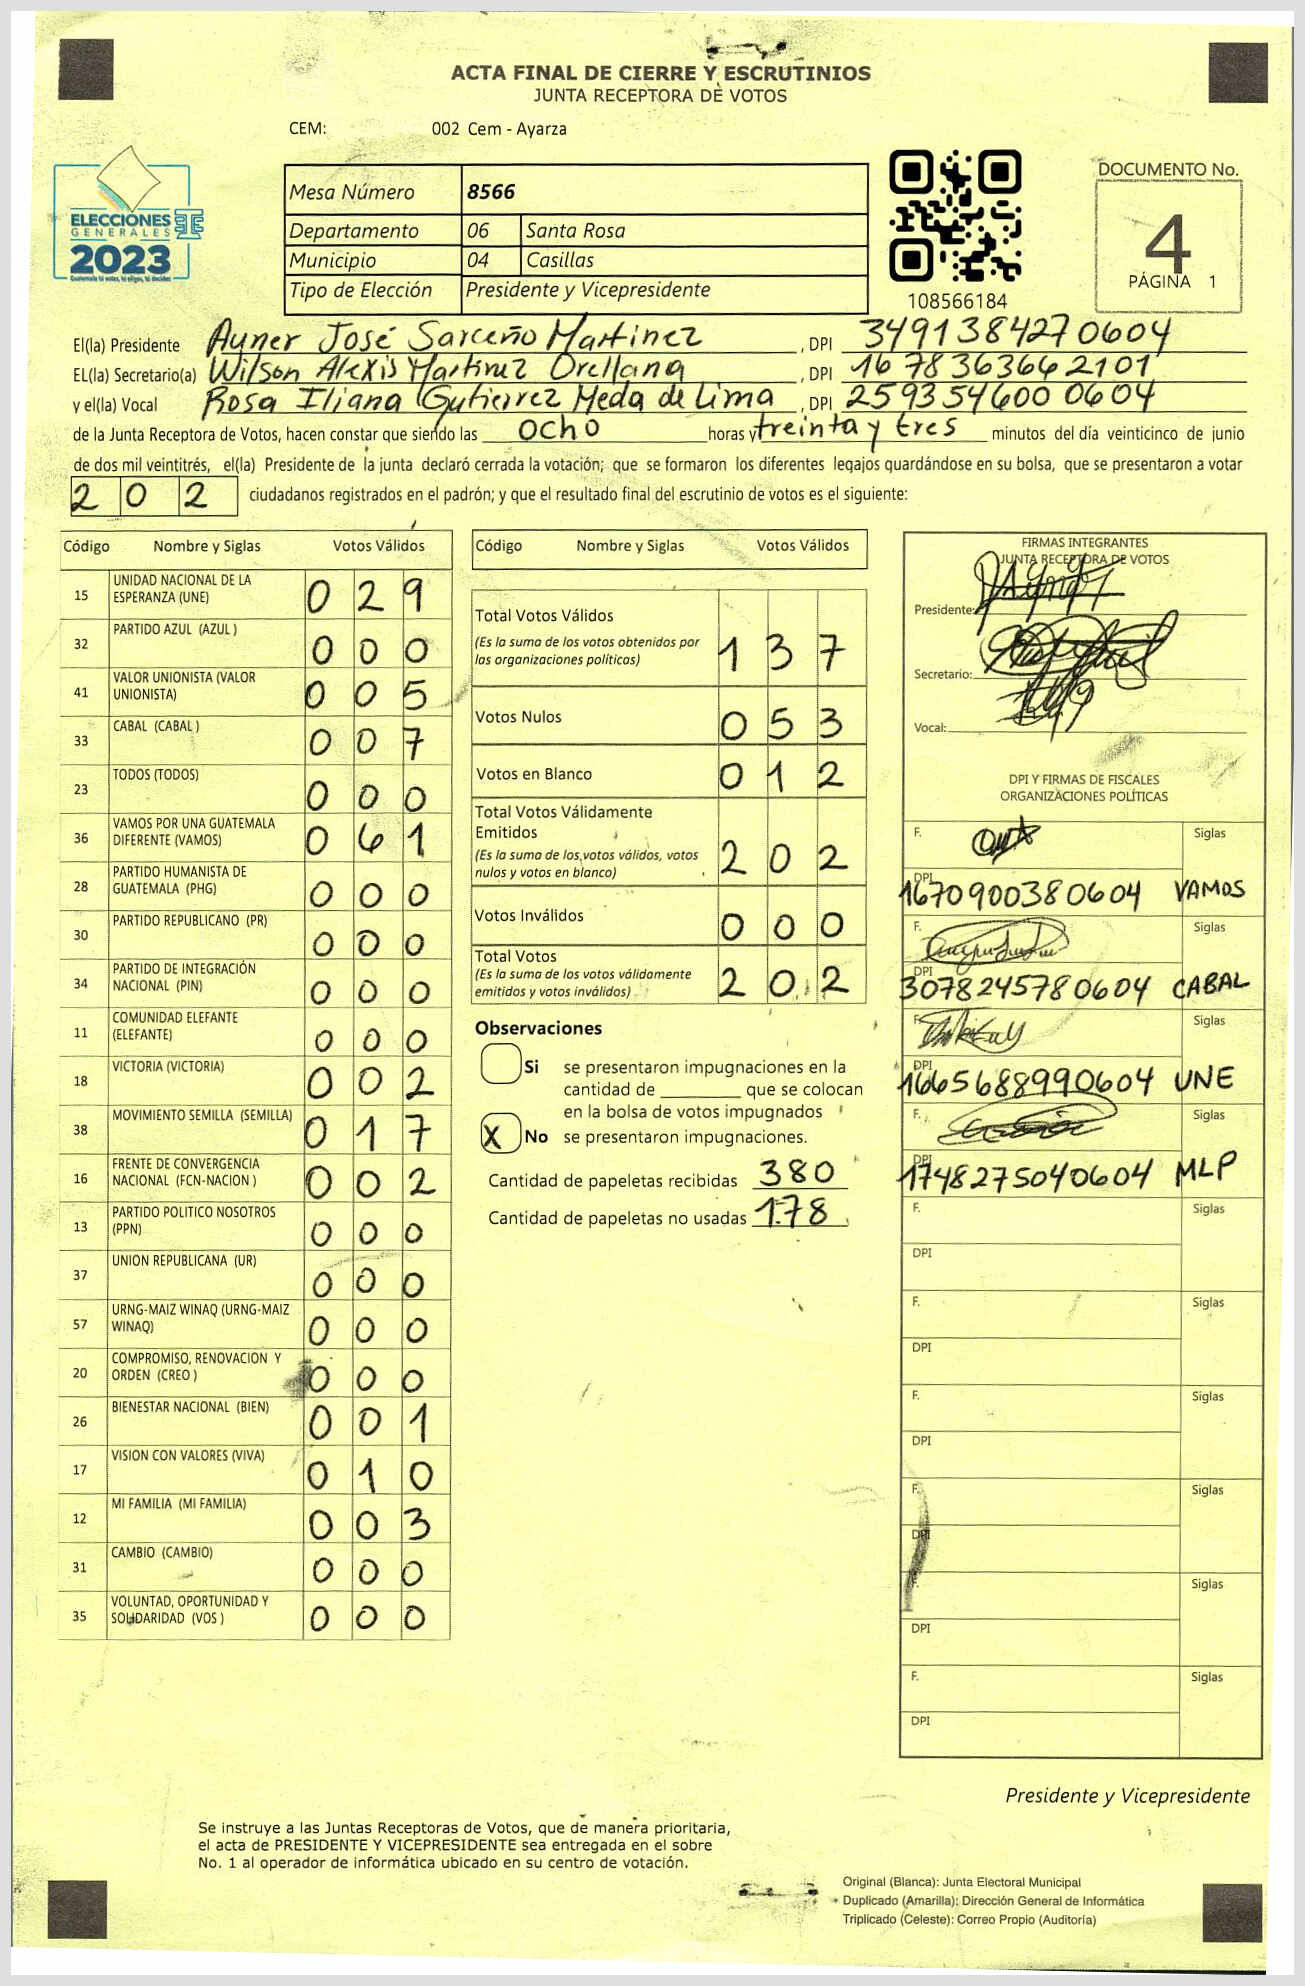 ACTA FINAL DE CIERRE Y ESCRUTINIOS
JUNTA RECEPTORA DE VOTOS
CEM: 002 Cem - Ayarza
ELECCIONES
GENERALES
2023
Mesa Número 8566
Departamento 06 Santa Rosa
Municipio 04 Casillas
Tipo de Elección Presidente y Vicepresidente
108566184
DOCUMENTO No.
4
PÁGINA 1
El(la) Presidente Ayner José Sarceño Martinez, DPI 3491384270604
EL(la) Secretario(a) Wilson Alexis Martinez Orellana, DPI 1678363662101
y el(la) Vocal Rosa Iliana Gutierrez Meda de Lima, DPI 2593546000604
de la Junta Receptora de Votos, hacen constar que siendo las ocho horas y treinta y tres minutos del día veinticinco de junio
de dos mil veintitrés, el(la) Presidente de la junta declaró cerrada la votación; que se formaron los diferentes legajos guardándose en su bolsa, que se presentaron a votar
2 0 2 ciudadanos registrados en el padrón; y que el resultado final del escrutinio de votos es el siguiente:
Código Nombre y Siglas Votos Válidos
15 UNIDAD NACIONAL DE LA ESPERANZA (UNE) 0 2 9
32 PARTIDO AZUL (AZUL ) 0 0 0
41 VALOR UNIONISTA (VALOR UNIONISTA) 0 0 5
33 CABAL (CABAL ) 0 0 7
23 TODOS (TODOS) 0 0 0
36 VAMOS POR UNA GUATEMALA DIFERENTE (VAMOS) 0 6 1
28 PARTIDO HUMANISTA DE GUATEMALA (PHG) 0 0 0
30 PARTIDO REPUBLICANO (PR) 0 0 0
34 PARTIDO DE INTEGRACIÓN NACIONAL (PIN) 0 0 0
11 COMUNIDAD ELEFANTE (ELEFANTE) 0 0 0
18 VICTORIA (VICTORIA) 0 0 2
38 MOVIMIENTO SEMILLA (SEMILLA) 0 1 7
16 FRENTE DE CONVERGENCIA NACIONAL (FCN-NACION ) 0 0 2
13 PARTIDO POLITICO NOSOTROS (PPN) 0 0 0
37 UNION REPUBLICANA (UR) 0 0 0
57 URNG-MAIZ WINAQ (URNG-MAIZ WINAQ) 0 0 0
20 COMPROMISO, RENOVACION Y ORDEN (CREO ) 0 0 0
26 BIENESTAR NACIONAL (BIEN) 0 0 1
17 VISION CON VALORES (VIVA) 0 1 0
12 MI FAMILIA (MI FAMILIA) 0 0 3
31 CAMBIO (CAMBIO) 0 0 0
35 VOLUNTAD, OPORTUNIDAD Y SOLIDARIDAD (VOS ) 0 0 0
Código Nombre y Siglas Votos Válidos
Total Votos Válidos
(Es la suma de los votos obtenidos por
las organizaciones políticas) 1 3 7
Votos Nulos 0 5 3
Votos en Blanco 0 1 2
Total Votos Válidamente
Emitidos
(Es la suma de los votos válidos, votos
nulos y votos en blanco) 2 0 2
Votos Inválidos 0 0 0
Total Votos
(Es la suma de los votos válidamente
emitidos y votos inválidos) 2 0 2
Observaciones
Si se presentaron impugnaciones en la
cantidad de ________ que se colocan
en la bolsa de votos impugnados
X No se presentaron impugnaciones.
Cantidad de papeletas recibidas 380
Cantidad de papeletas no usadas 178
FIRMAS INTEGRANTES
JUNTA RECEPTORA DE VOTOS
Presidente:
Secretario:
Vocal:
DPI Y FIRMAS DE FISCALES
ORGANIZACIONES POLÍTICAS
F. Siglas
DPI 1670900380604 VAMOS
F. Siglas
DPI 3078245780604 CABAL
F. Siglas
DPI 1665688990604 UNE
F. Siglas
DPI 1748275040604 MLP
F. Siglas
DPI
F. Siglas
DPI
F. Siglas
DPI
F. Siglas
DPI
F. Siglas
DPI
F. Siglas
DPI
Presidente y Vicepresidente
Se instruye a las Juntas Receptoras de Votos, que de manera prioritaria,
el acta de PRESIDENTE Y VICEPRESIDENTE sea entregada en el sobre
No. 1 al operador de informática ubicado en su centro de votación.
Original (Blanca): Junta Electoral Municipal
Duplicado (Amarilla): Dirección General de Informática
Triplicado (Celeste): Correo Propio (Auditoría)